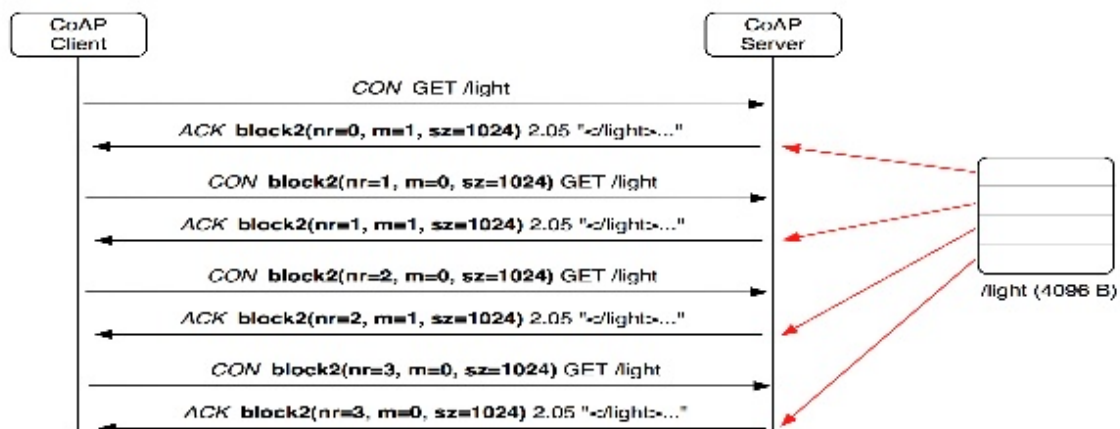 CoAP
Client
CoAP
Server
CON GET /light
ACK block2(nr=0, m=1, sz=1024) 2.05 "</light>..."
CON block2(nr=1, m=0, sz=1024) GET /light
ACK block2(nr=1, m=1, sz=1024) 2.05 "</light>..."
CON block2(nr=2, m=0, sz=1024) GET /light
ACK block2(nr=2, m=1, sz=1024) 2.05 "</light>..."
/light (4096 B)
CON block2(nr=3, m=0, sz=1024) GET /light
ACK block2(nr=3, m=0, sz=1024) 2.05 "</light>..."